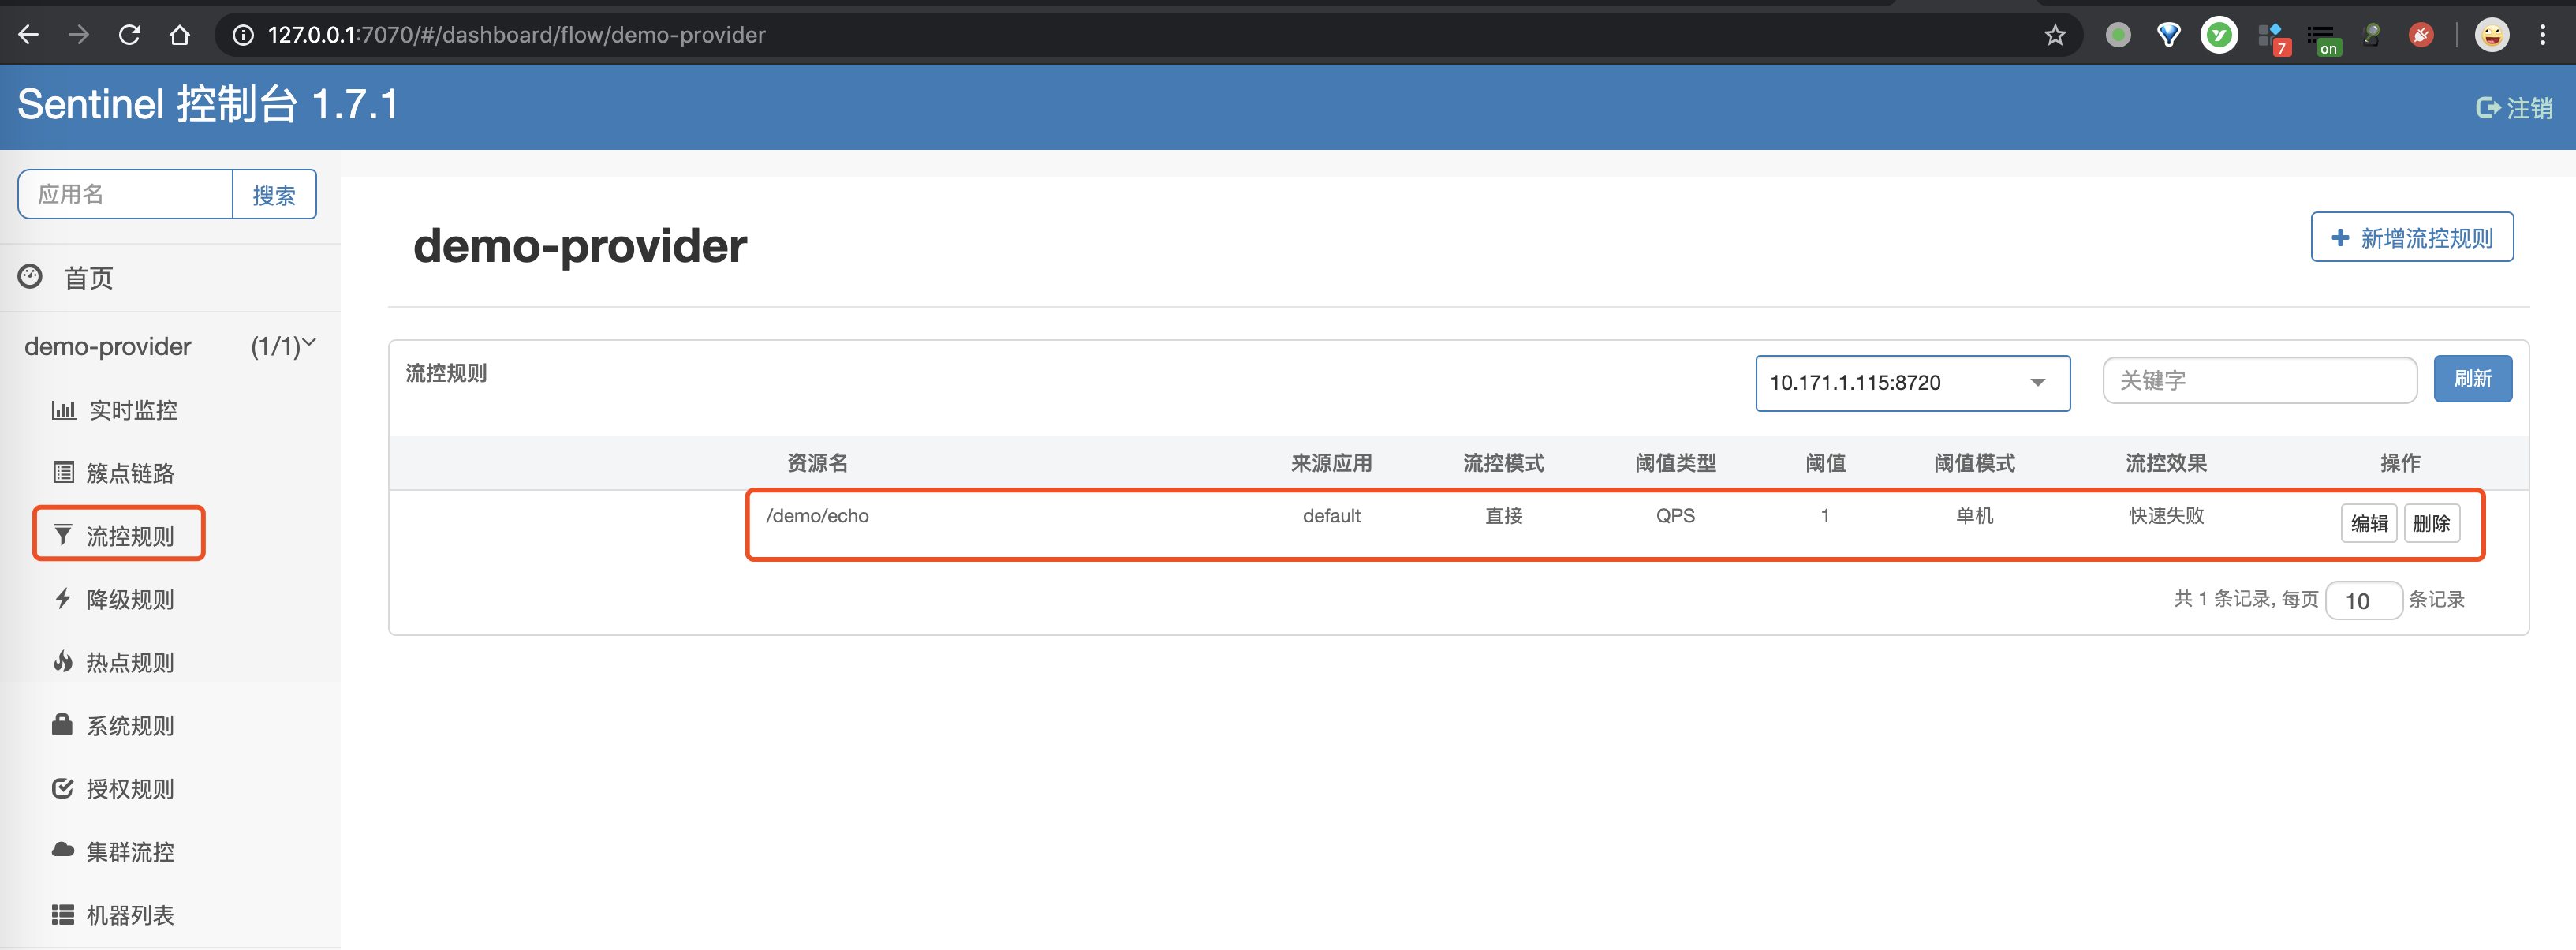 127.0.0.1:7070/#/dashboard/flow/demo-provider
7
on
Sentinel 控制台 1.7.1
注销
应用名 搜索
首页
demo-provider (1/1)
实时监控
簇点链路
流控规则
降级规则
热点规则
系统规则
授权规则
集群流控
机器列表
demo-provider
新增流控规则
流控规则
10.171.1.115:8720
关键字
刷新
资源名 来源应用 流控模式 阈值类型 阈值 阈值模式 流控效果 操作
/demo/echo default 直接 QPS 1 单机 快速失败 编辑 删除
共 1 条记录, 每页 10 条记录